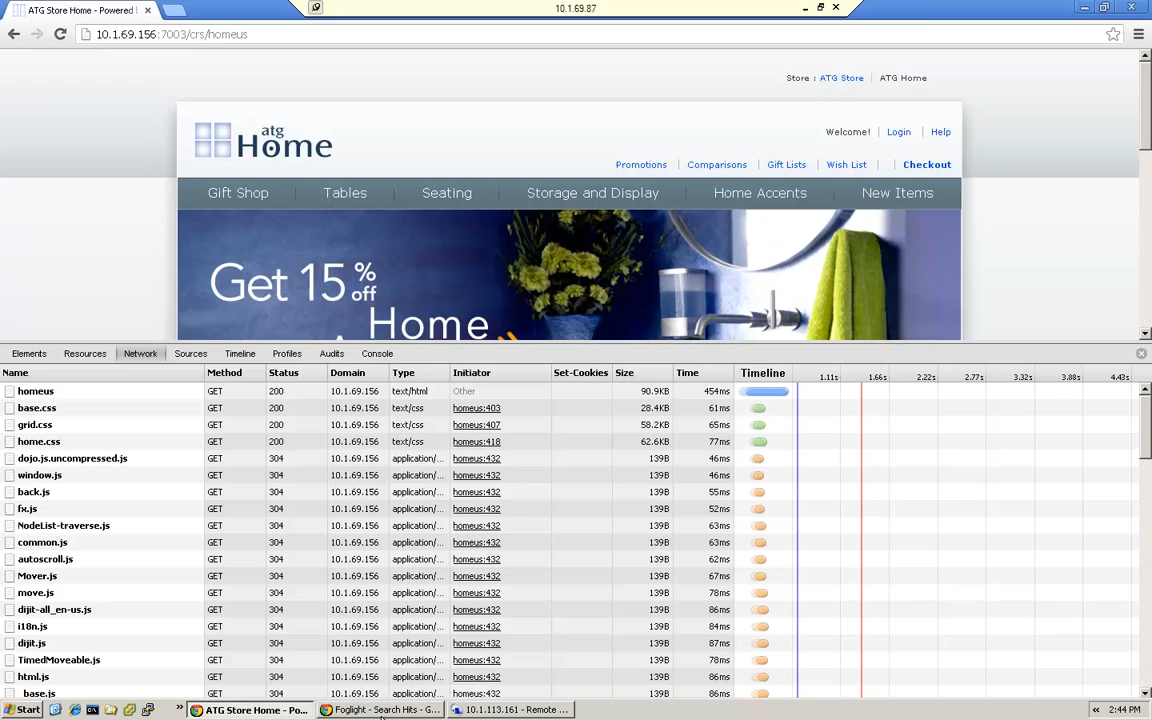 ATG Store Home - Powered
10.1.69.87
10.1.69.156:7003/crs/homeus
Store : ATG Store ATG Home
atg
Home
Welcome! Login Help
Promotions Comparisons Gift Lists Wish List Checkout
Gift Shop Tables Seating Storage and Display Home Accents New Items
Get 15 % off
Home
Elements Resources Network Sources Timeline Profiles Audits Console
Name Method Status Domain Type Initiator Set-Cookies Size Time Timeline 1.11s 1.66s 2.22s 2.77s 3.32s 3.88s 4.43s
homeus GET 200 10.1.69.156 text/html Other 90.9KB 454ms
base.css GET 200 10.1.69.156 text/css homeus:403 28.4KB 61ms
grid.css GET 200 10.1.69.156 text/css homeus:407 58.2KB 65ms
home.css GET 200 10.1.69.156 text/css homeus:418 62.6KB 77ms
dojo.js.uncompressed.js GET 304 10.1.69.156 application/... homeus:432 139B 46ms
window.js GET 304 10.1.69.156 application/... homeus:432 139B 46ms
back.js GET 304 10.1.69.156 application/... homeus:432 139B 55ms
fx.js GET 304 10.1.69.156 application/... homeus:432 139B 52ms
NodeList-traverse.js GET 304 10.1.69.156 application/... homeus:432 139B 63ms
common.js GET 304 10.1.69.156 application/... homeus:432 139B 63ms
autoscroll.js GET 304 10.1.69.156 application/... homeus:432 139B 62ms
Mover.js GET 304 10.1.69.156 application/... homeus:432 139B 67ms
move.js GET 304 10.1.69.156 application/... homeus:432 139B 78ms
dijit-all_en-us.js GET 304 10.1.69.156 application/... homeus:432 139B 86ms
i18n.js GET 304 10.1.69.156 application/... homeus:432 139B 84ms
dijit.js GET 304 10.1.69.156 application/... homeus:432 139B 87ms
TimedMoveable.js GET 304 10.1.69.156 application/... homeus:432 139B 78ms
html.js GET 304 10.1.69.156 application/... homeus:432 139B 86ms
base.js GET 304 10.1.69.156 application/... homeus:432 139B 86ms
Start » ATG Store Home - Po... Foglight - Search Hits - G... 10.1.113.161 - Remote ... « 2:44 PM